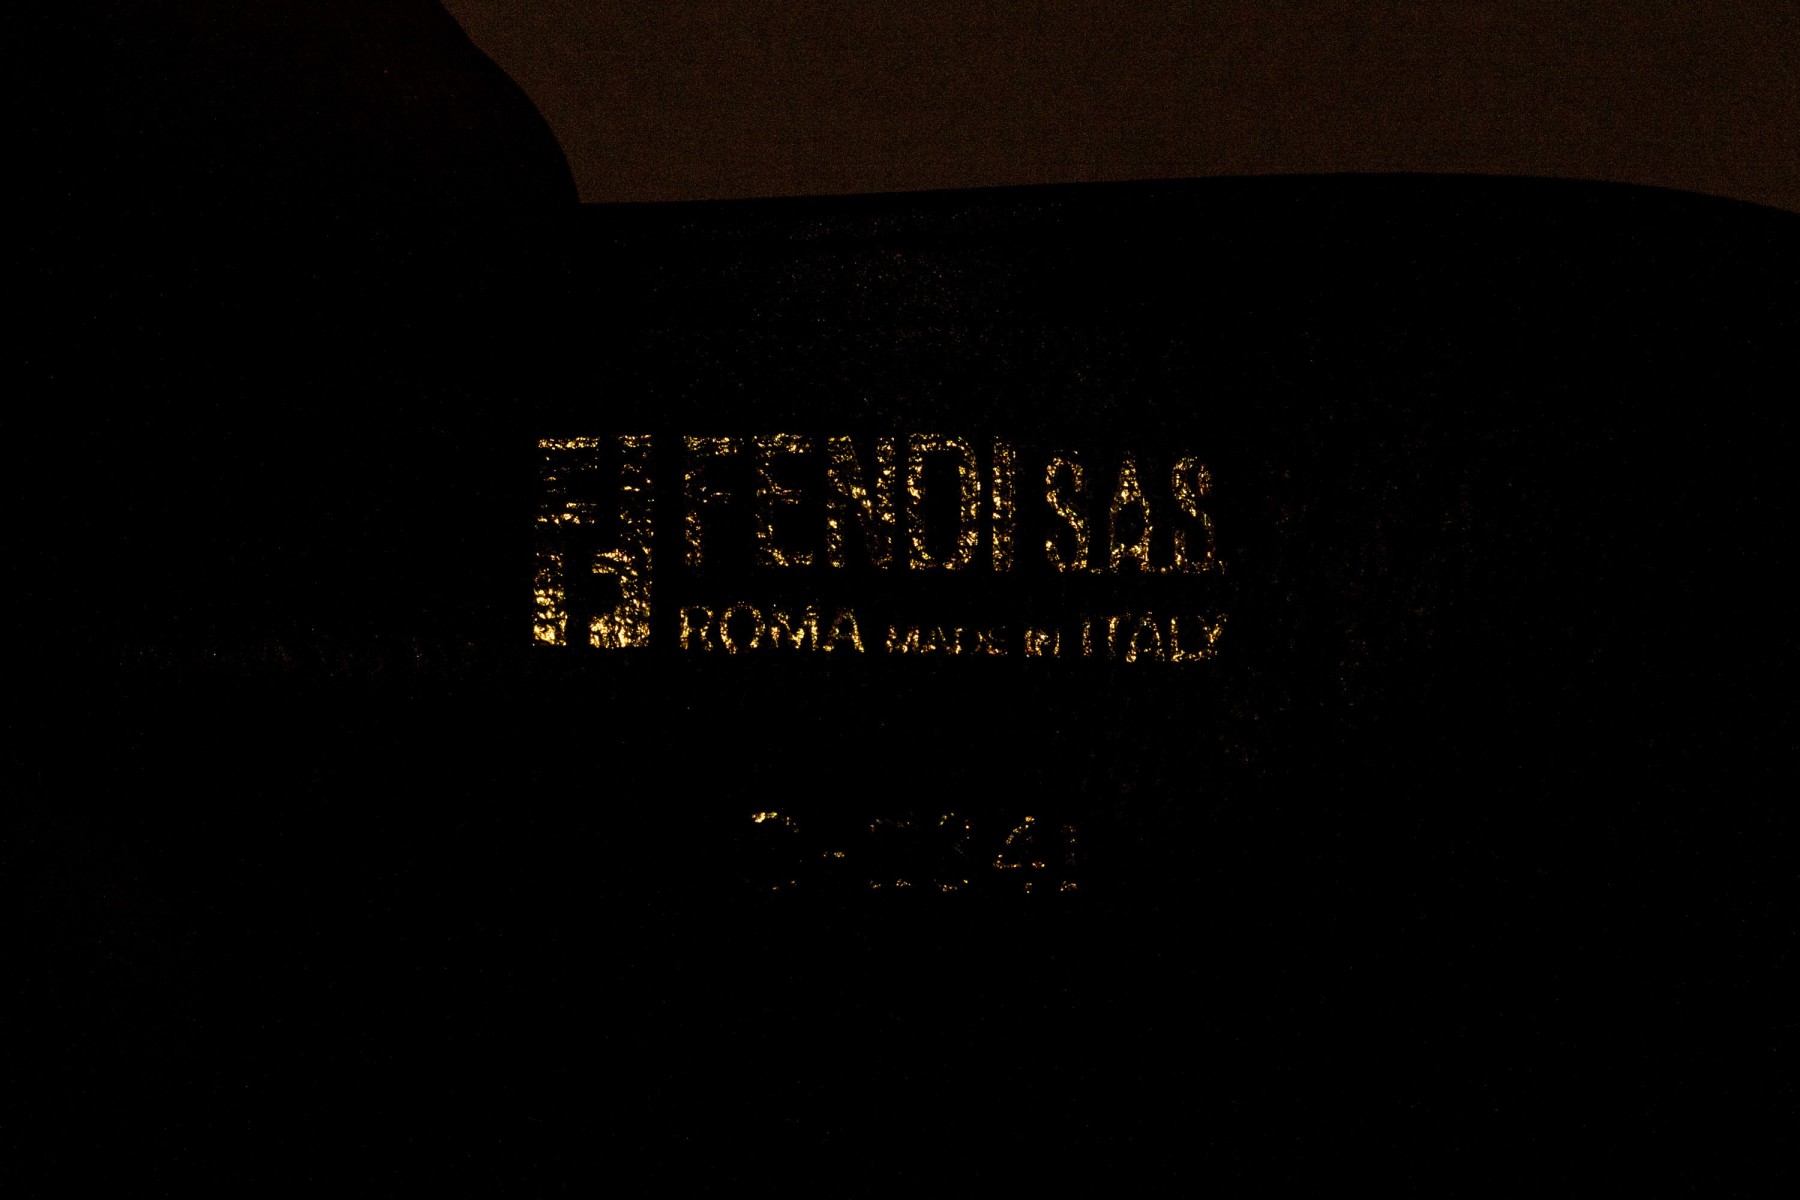 FENDI S.A.S.
ROMA MADE IN ITALY